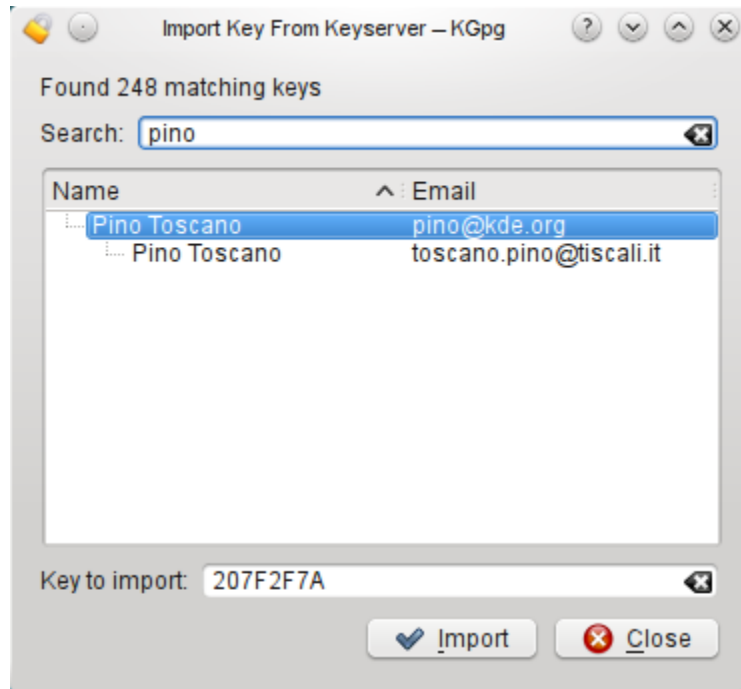 Import Key From Keyserver – KGpg
Found 248 matching keys
Search: pino
Name Email
Pino Toscano pino@kde.org
Pino Toscano toscano.pino@tiscali.it
Key to import: 207F2F7A
Import Close